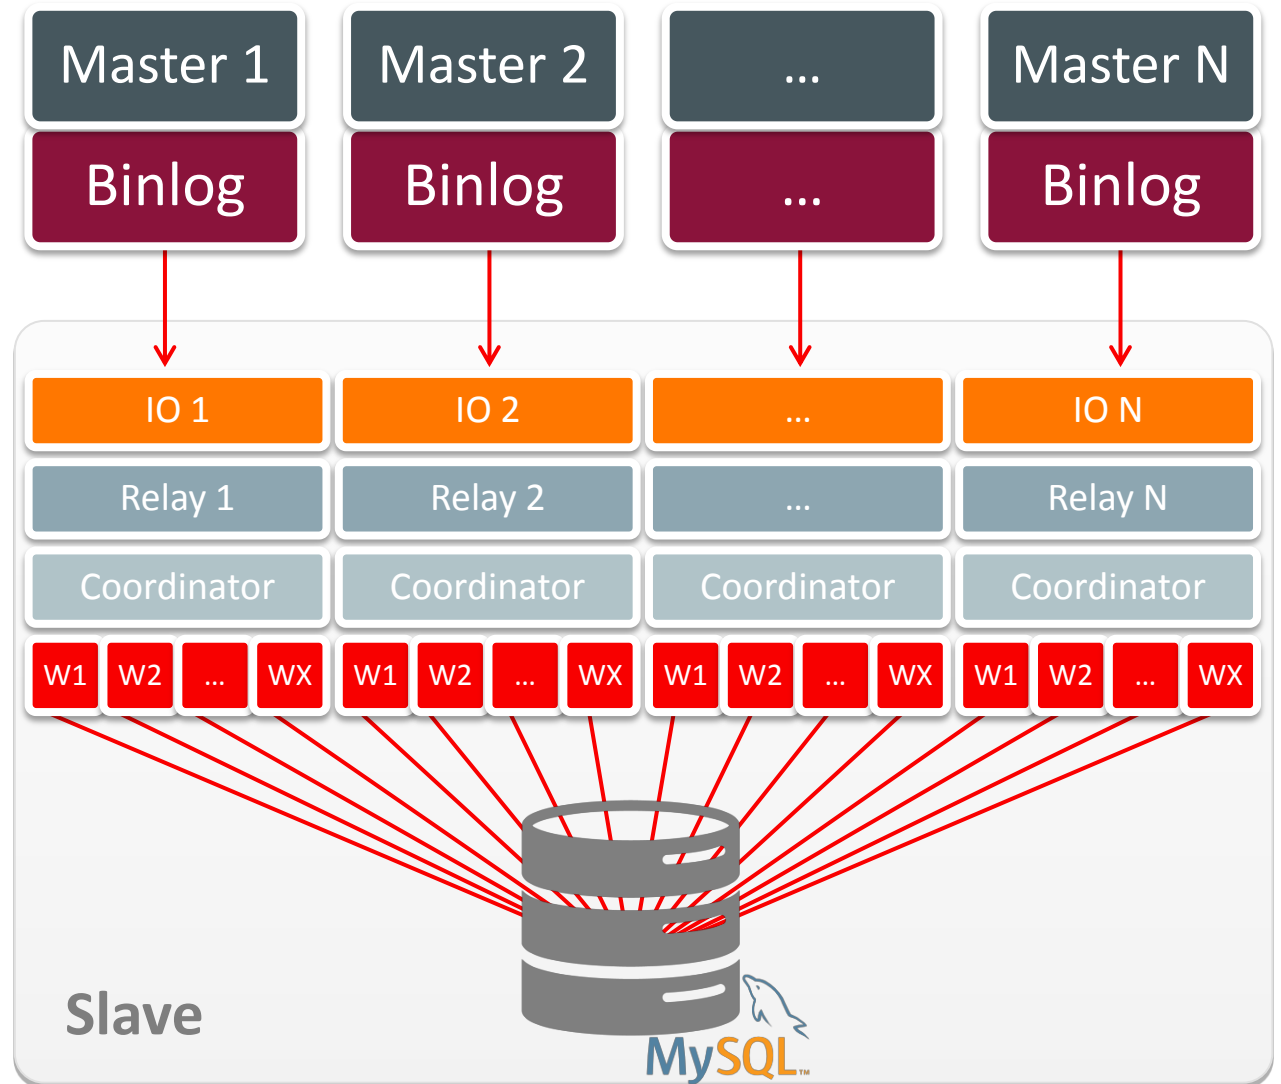 Master 1 Master 2 ... Master N
Binlog Binlog ... Binlog
IO 1 IO 2 ... IO N
Relay 1 Relay 2 ... Relay N
Coordinator Coordinator Coordinator Coordinator
W1 W2 ... WX W1 W2 ... WX W1 W2 ... WX W1 W2 ... WX
Slave
MySQL™